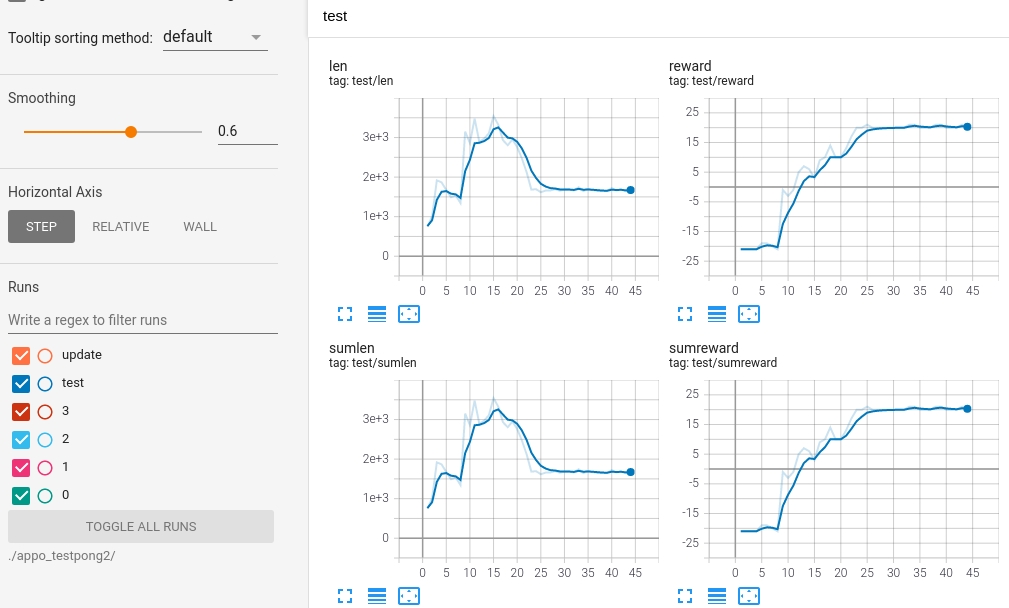 Tooltip sorting method: default
Smoothing
0.6
Horizontal Axis
STEP RELATIVE WALL
Runs
Write a regex to filter runs
update
test
3
2
1
0
TOGGLE ALL RUNS
./appo_testpong2/
test
len
tag: test/len
3e+3
2e+3
1e+3
0
0 5 10 15 20 25 30 35 40 45
reward
tag: test/reward
25
15
5
-5
-15
-25
0 5 10 15 20 25 30 35 40 45
sumlen
tag: test/sumlen
3e+3
2e+3
1e+3
0
0 5 10 15 20 25 30 35 40 45
sumreward
tag: test/sumreward
25
15
5
-5
-15
-25
0 5 10 15 20 25 30 35 40 45